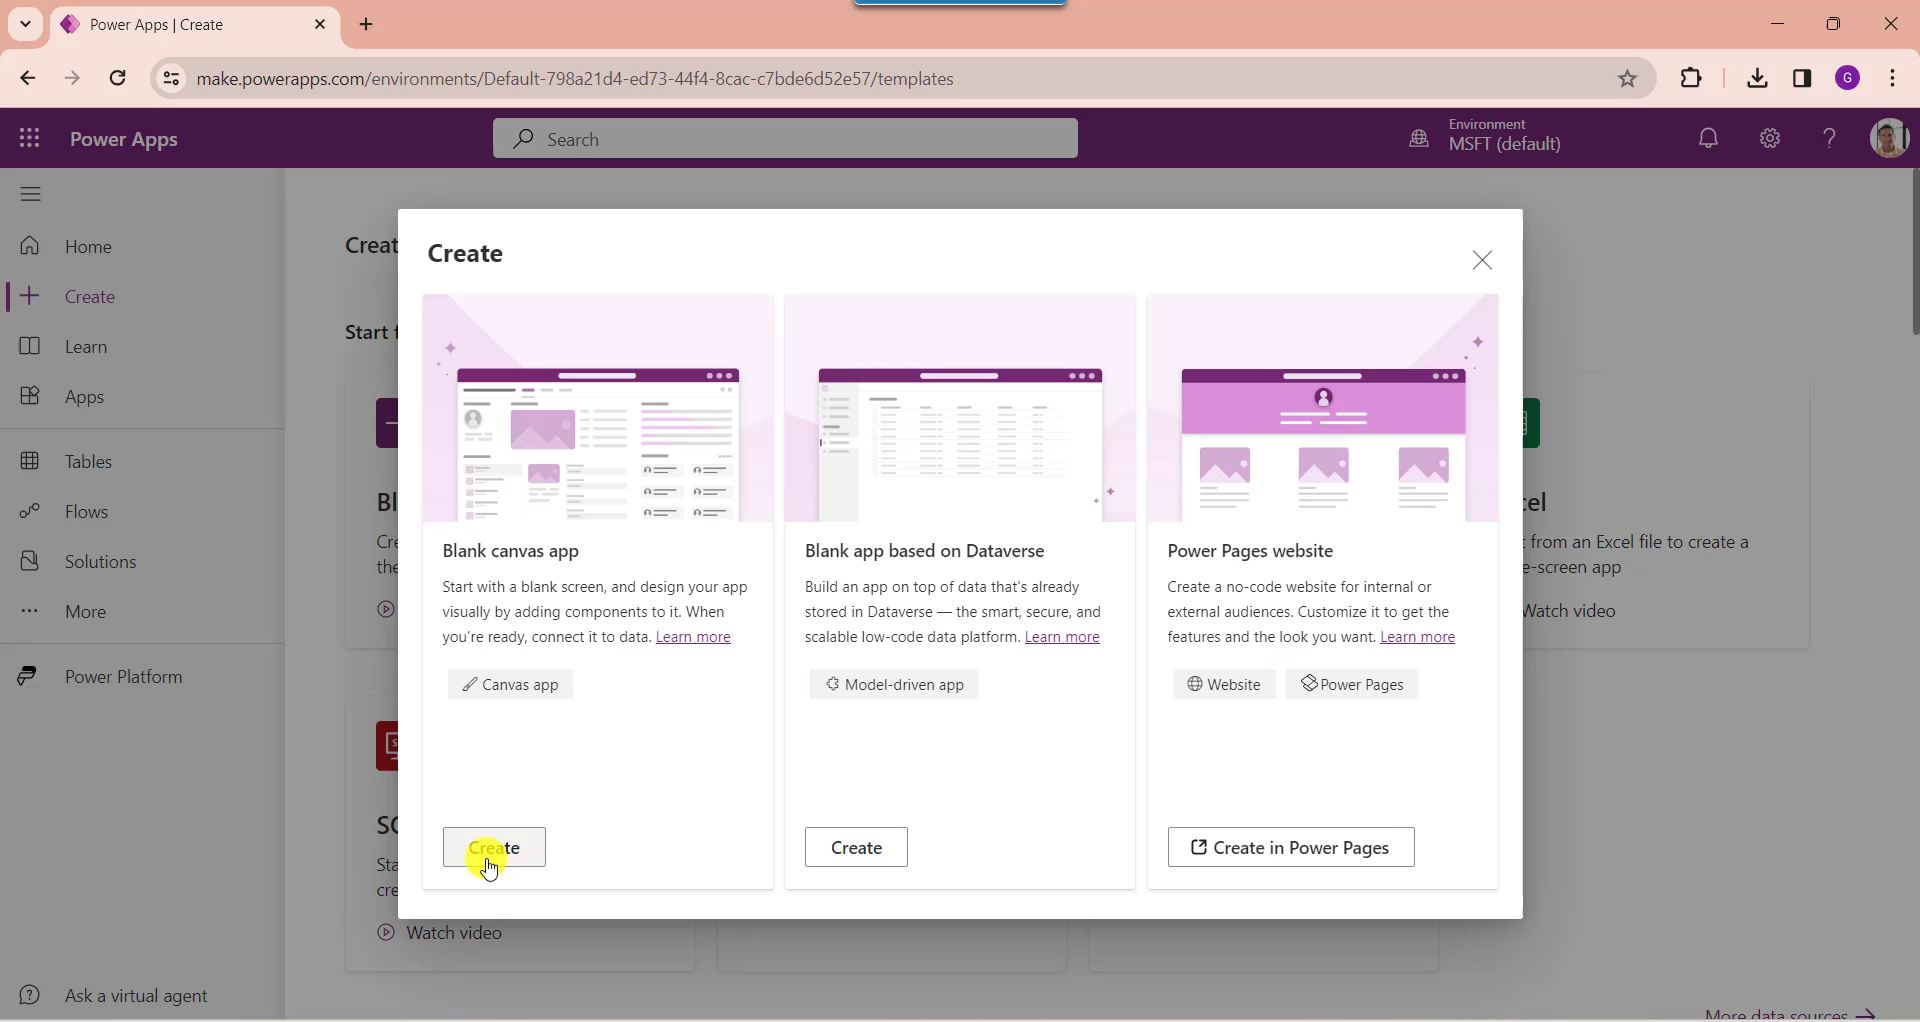 Power Apps | Create
make.powerapps.com/environments/Default-798a21d4-ed73-44f4-8cac-c7bde6d52e57/templates
G
Power Apps
Search
Environment
MSFT (default)
Home
Create
Learn
Apps
Tables
Flows
Solutions
More
Power Platform
Ask a virtual agent
Creat
Start f
Bl
Cre
the
SC
Sta
cre
Watch video
Create
Blank canvas app
Start with a blank screen, and design your app
visually by adding components to it. When
you're ready, connect it to data. Learn more
Canvas app
Create
Blank app based on Dataverse
Build an app on top of data that's already
stored in Dataverse — the smart, secure, and
scalable low-code data platform. Learn more
Model-driven app
Create
Power Pages website
Create a no-code website for internal or
external audiences. Customize it to get the
features and the look you want. Learn more
Website
Power Pages
Create in Power Pages
cel
from an Excel file to create a
e-screen app
Watch video
More data sources